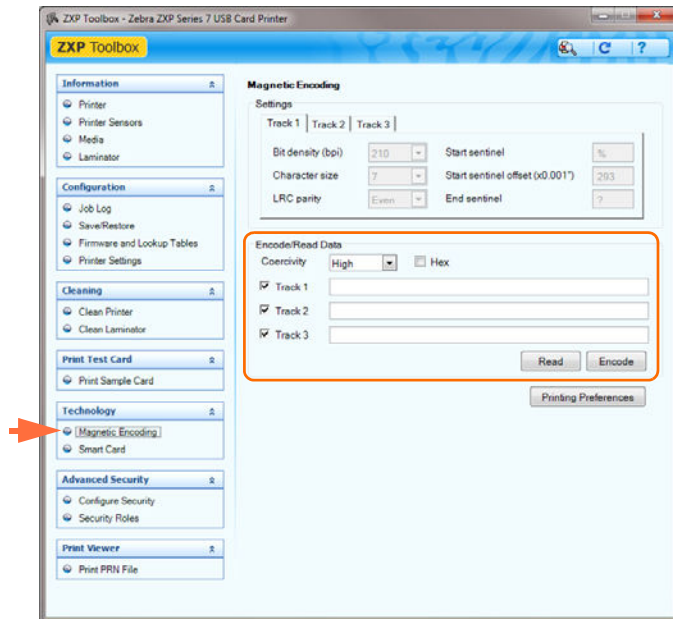 ZXP Toolbox - Zebra ZXP Series 7 USB Card Printer
ZXP Toolbox
?
Information
Printer
Printer Sensors
Media
Laminator
Configuration
Job Log
Save/Restore
Firmware and Lookup Tables
Printer Settings
Cleaning
Clean Printer
Clean Laminator
Print Test Card
Print Sample Card
Technology
Magnetic Encoding
Smart Card
Advanced Security
Configure Security
Security Roles
Print Viewer
Print PRN File
Magnetic Encoding
Settings
Track 1 Track 2 Track 3
Bit density (bpi) 210 Start sentinel %
Character size 7 Start sentinel offset (x0.001") 293
LRC parity Even End sentinel ?
Encode/Read Data
Coercivity High Hex
Track 1
Track 2
Track 3
Read Encode
Printing Preferences